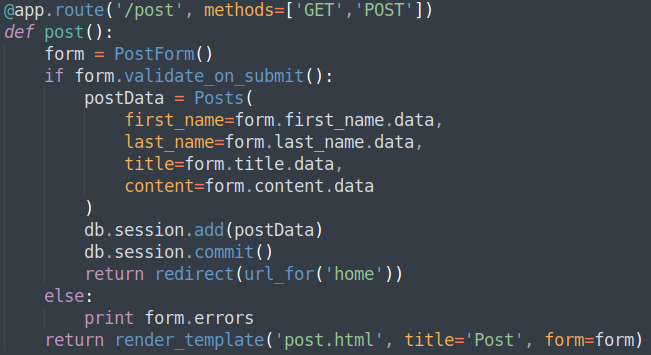 @app.route('/post', methods=['GET','POST'])
def post():
    form = PostForm()
    if form.validate_on_submit():
        postData = Posts(
            first_name=form.first_name.data,
            last_name=form.last_name.data,
            title=form.title.data,
            content=form.content.data
        )
        db.session.add(postData)
        db.session.commit()
        return redirect(url_for('home'))
    else:
        print form.errors
    return render_template('post.html', title='Post', form=form)